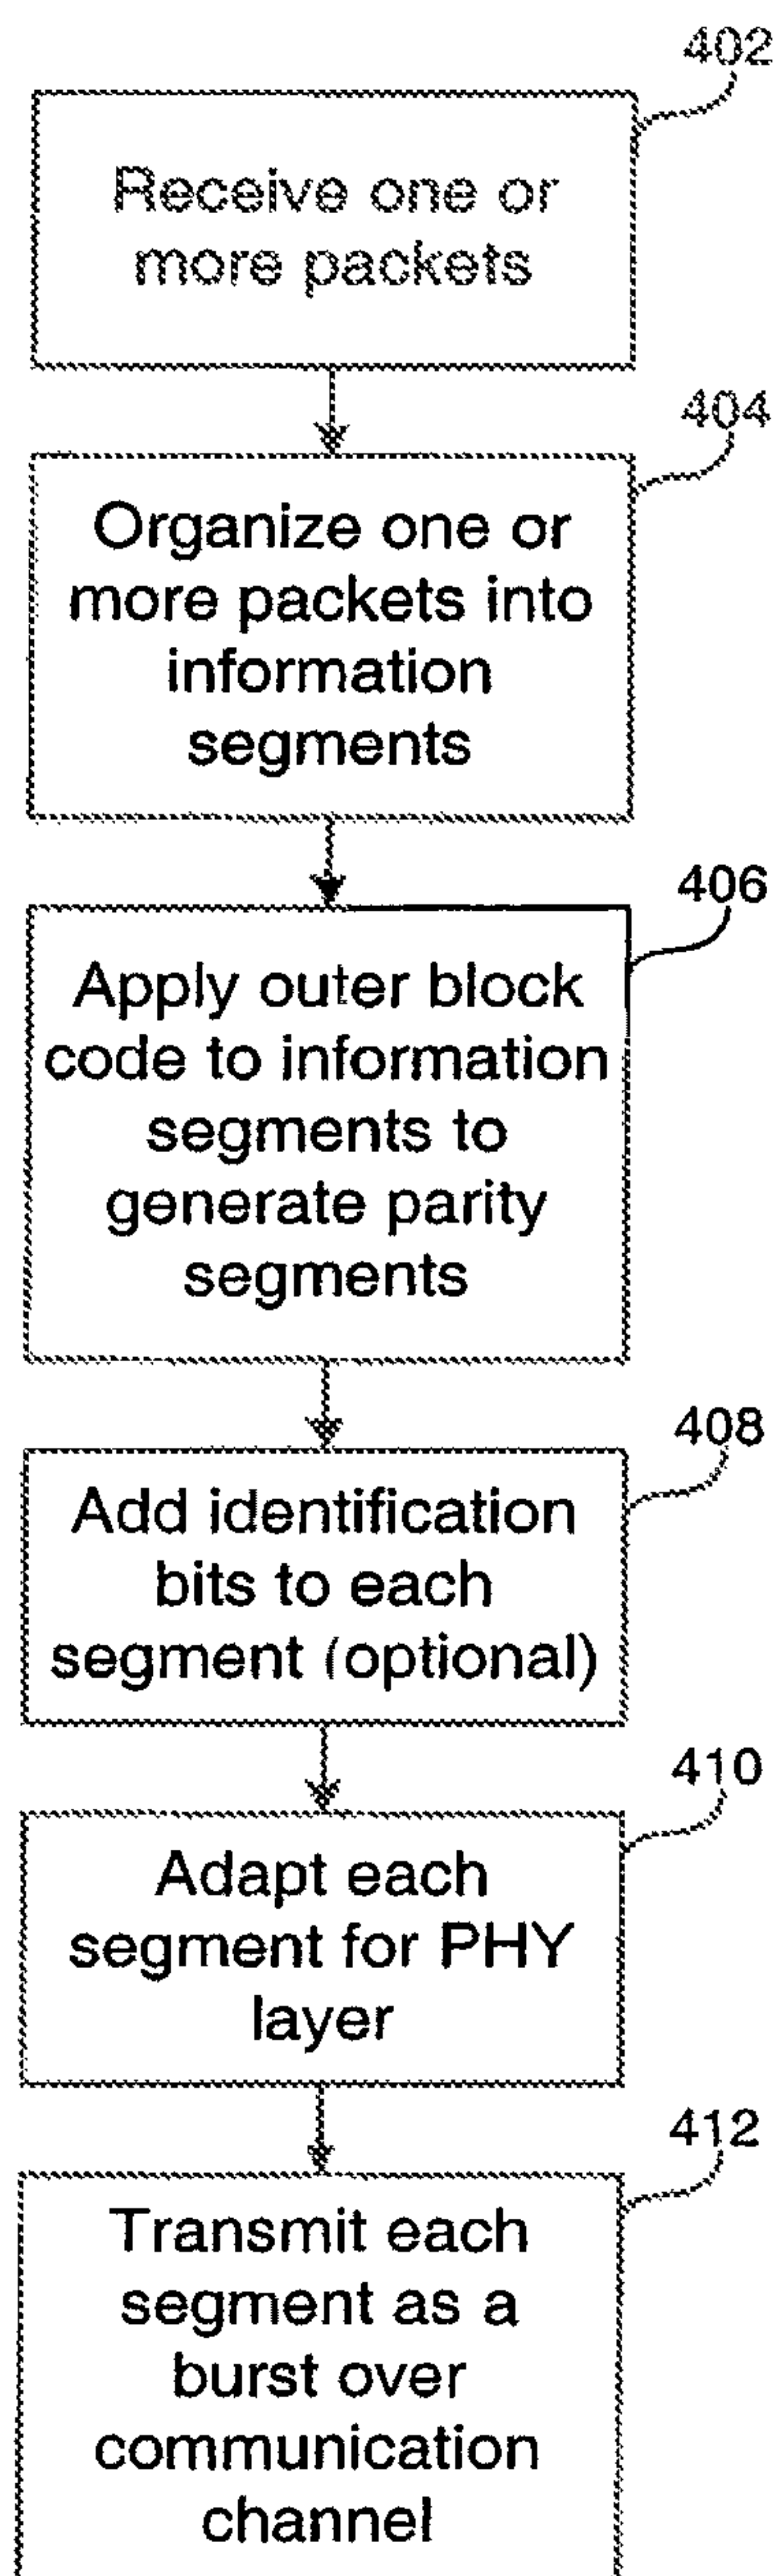 402
Receive one or
more packets
404
Organize one or
more packets into
information
segments
406
Apply outer block
code to information
segments to
generate parity
segments
408
Add identification
bits to each
segment (optional)
410
Adapt each
segment for PHY
layer
412
Transmit each
segment as a
burst over
communication
channel